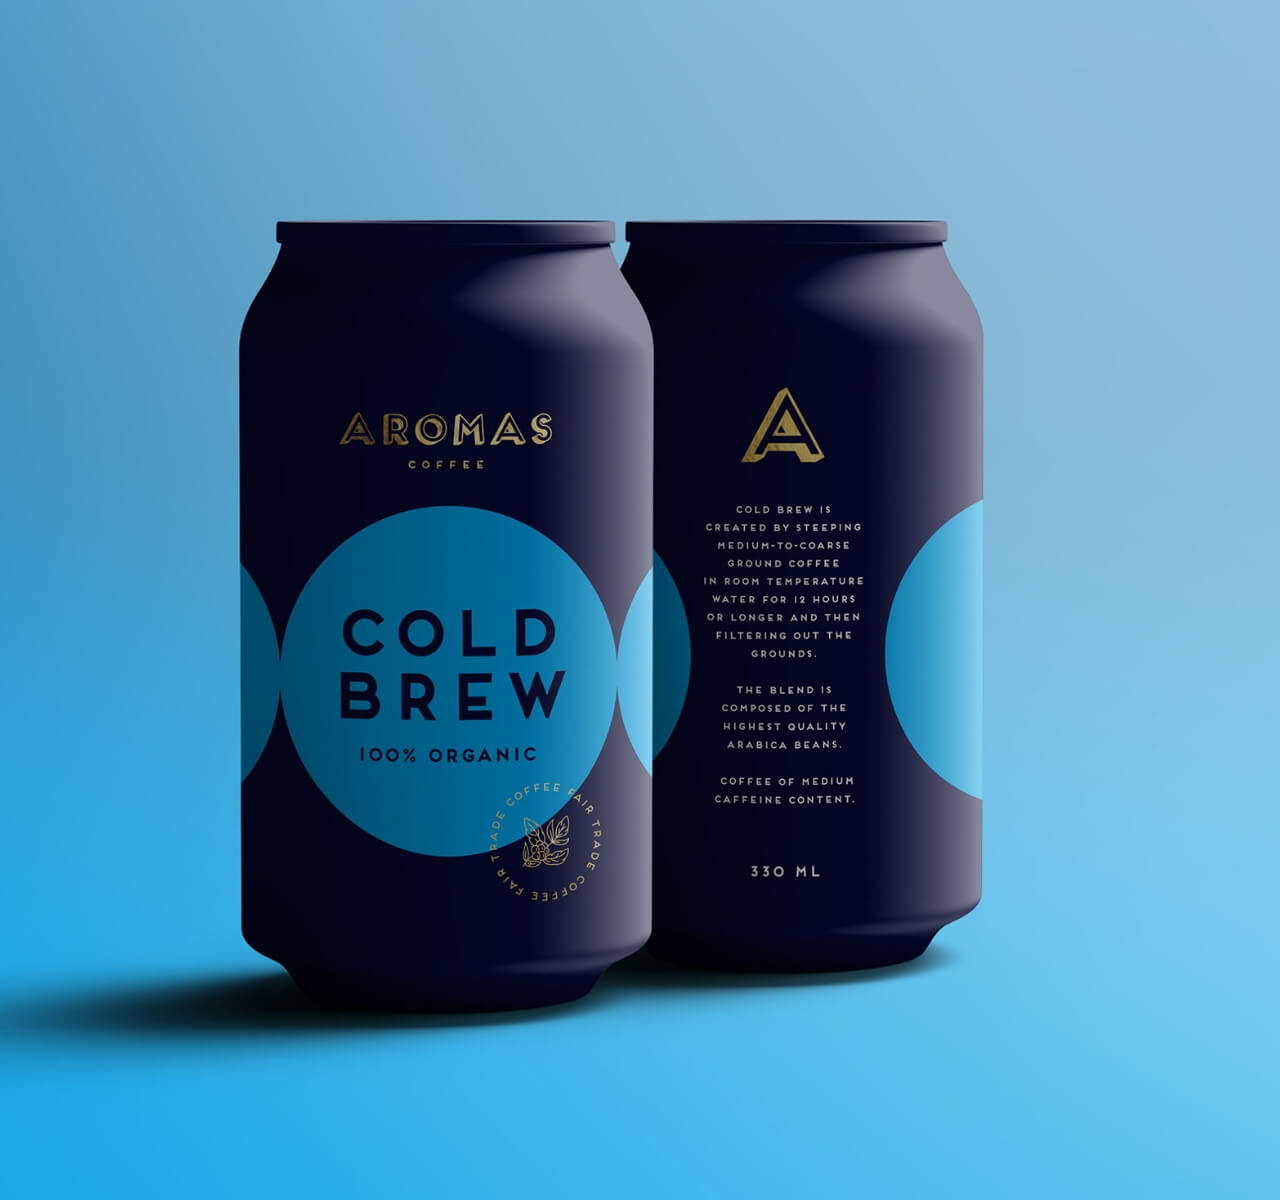 AROMAS
COFFEE
COLD
BREW
100% ORGANIC
FAIR TRADE COFFEE FAIR TRADE COFFEE
A
COLD BREW IS
CREATED BY STEEPING
MEDIUM-TO-COARSE
GROUND COFFEE
IN ROOM TEMPERATURE
WATER FOR 12 HOURS
OR LONGER AND THEN
FILTERING OUT THE
GROUNDS.
THE BLEND IS
COMPOSED OF THE
HIGHEST QUALITY
ARABICA BEANS.
COFFEE OF MEDIUM
CAFFEINE CONTENT.
330 ML